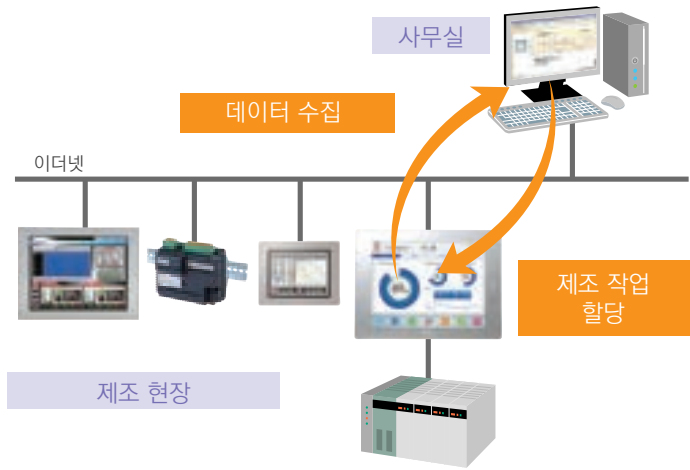 사무실
데이터 수집
이더넷
제조 작업
할당
제조 현장